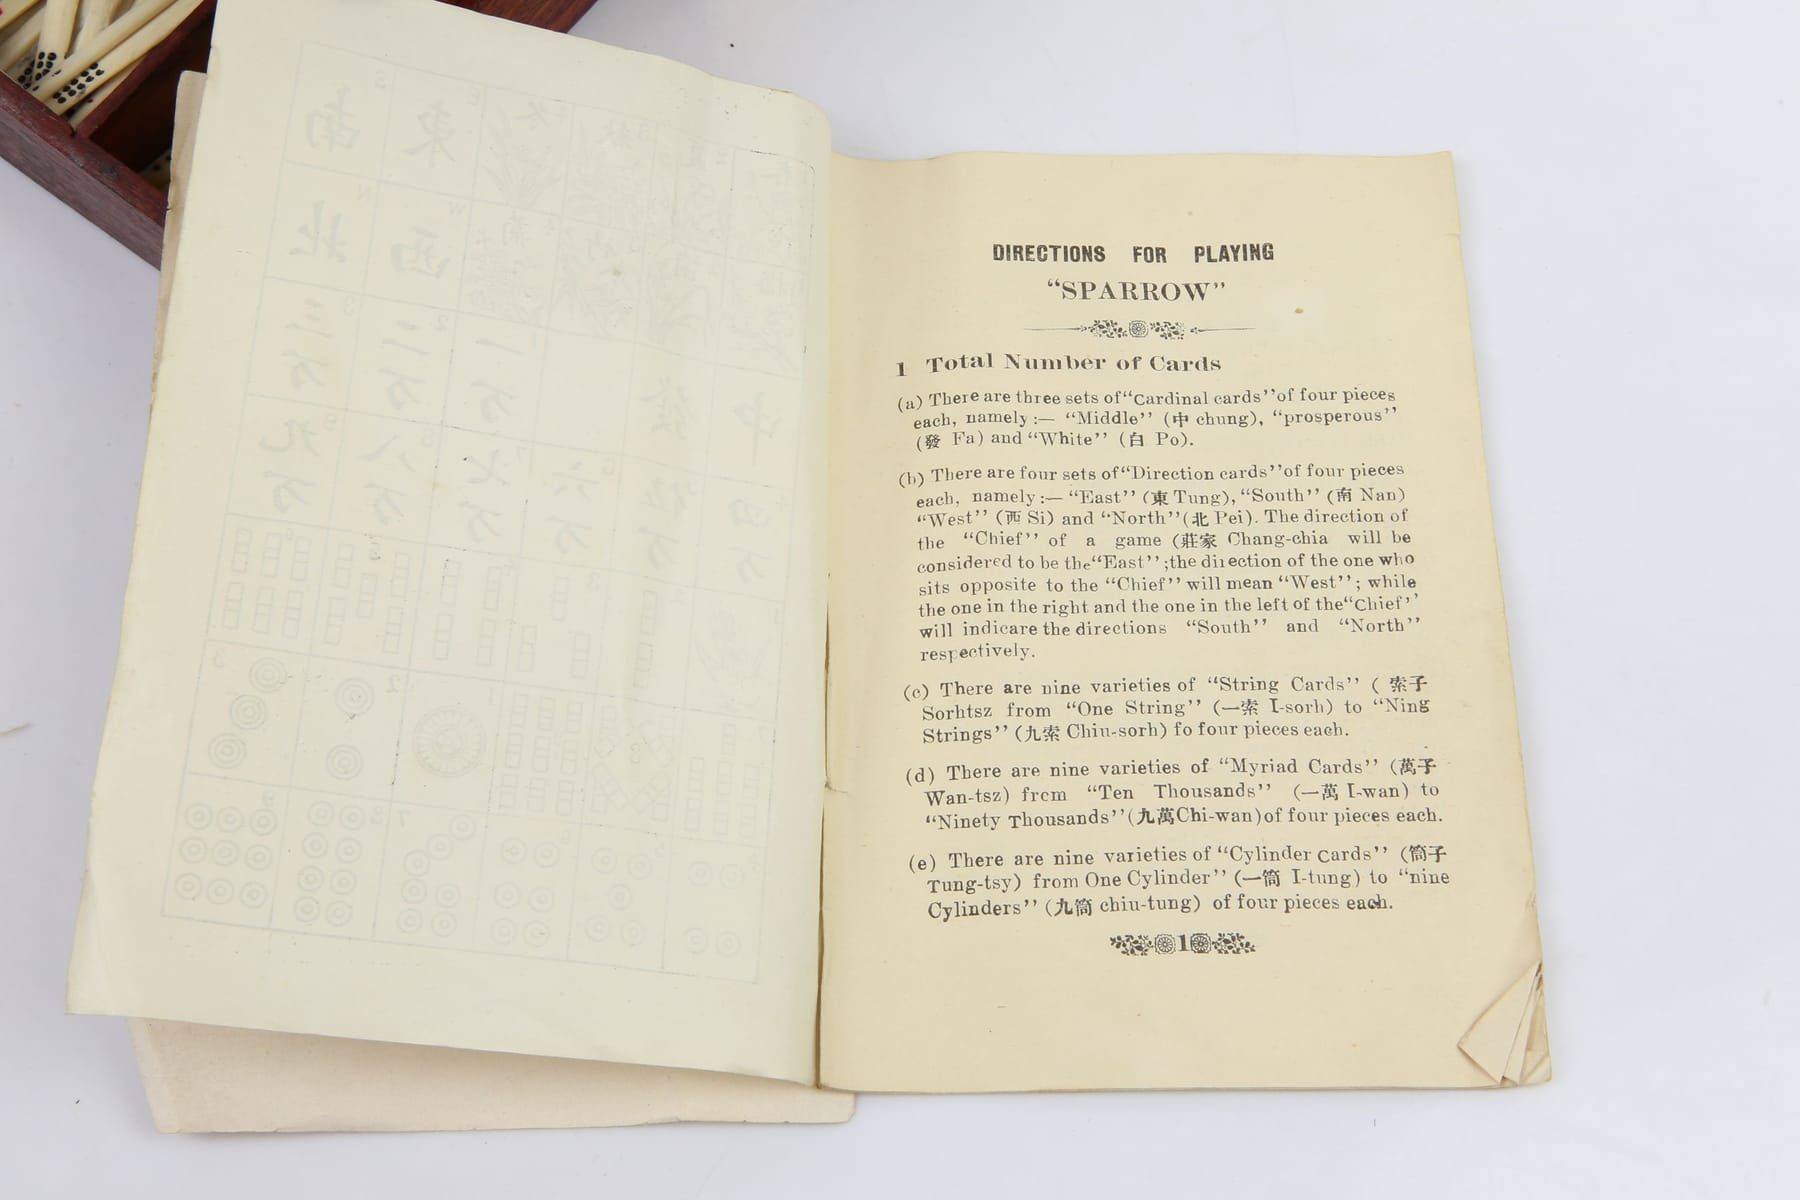 DIRECTIONS FOR PLAYING
“SPARROW”
1 Total Number of Cards
(a) There are three sets of“Cardinal cards’’of four pieces
each, namely :— “Middle’’ (中 chung), “prosperous’’
(發 Fa) and “White’’ (白 Po).
(b) There are four sets of“Direction cards’’of four pieces
each, namely :— “East’’ (東 Tung), “South’’ (南 Nan)
“West’’ (西 Si) and “North’’(北 Pei). The direction of
the “Chief’’ of a game (莊家 Chang-chia will be
considered to be the“East’’ ;the direction of the one who
sits opposite to the “Chief’’ will mean “West’’ ; while
the one in the right and the one in the left of the“Chief’’
will indicare the directions “South’’ and “North’’
respectively.
(c) There are nine varieties of “String Cards’’ ( 索子
Sorhtsz from “One String’’ (一索 I-sorh) to “Ning
Strings’’ (九索 Chiu-sorh) fo four pieces each.
(d) There are nine varieties of “Myriad Cards’’ (萬子
Wan-tsz) frcm “Ten Thousands’’ (一萬 I-wan) to
“Ninety Thousands’’(九萬Chi-wan)of four pieces each.
(e) There are nine varieties of “Cylinder Cards’’ (筒子
Tung-tsy) from One Cylinder’’ (一筒 I-tung) to “nine
Cylinders’’ (九筒 chiu-tung) of four pieces each.
1